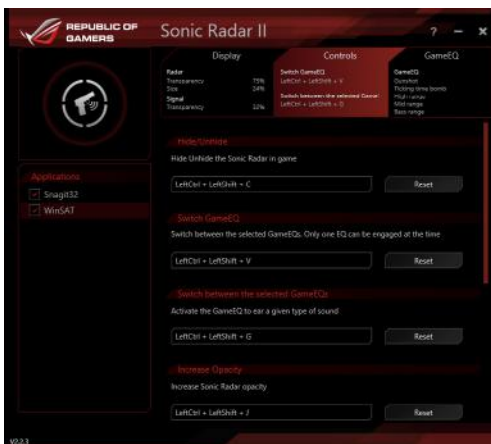 REPUBLIC OF
GAMERS
Sonic Radar II
? - ×
Display
Radar
Transparency 75%
Size 24%
Signal
Transparency 32%
Controls
Switch GameEQ
LeftCtrl + LeftShift + V
Switch between the selected Game
LeftCtrl + LeftShift + G
GameEQ
GameEQ
Gunshot
Ticking time bomb
High range
Mid range
Bass range
Applications
Snagit32
WinSAT
Hide/Unhide
Hide Unhide the Sonic Radar in game
LeftCtrl + LeftShift + C
Reset
Switch GameEQ
Switch between the selected GameEQs. Only one EQ can be engaged at the time
LeftCtrl + LeftShift + V
Reset
Switch between the selected GameEQs
Activate the GameEQ to ear a given type of sound
LeftCtrl + LeftShift + G
Reset
Increase Opacity
Increase Sonic Radar opacity
LeftCtrl + LeftShift + J
Reset
V2.2.3